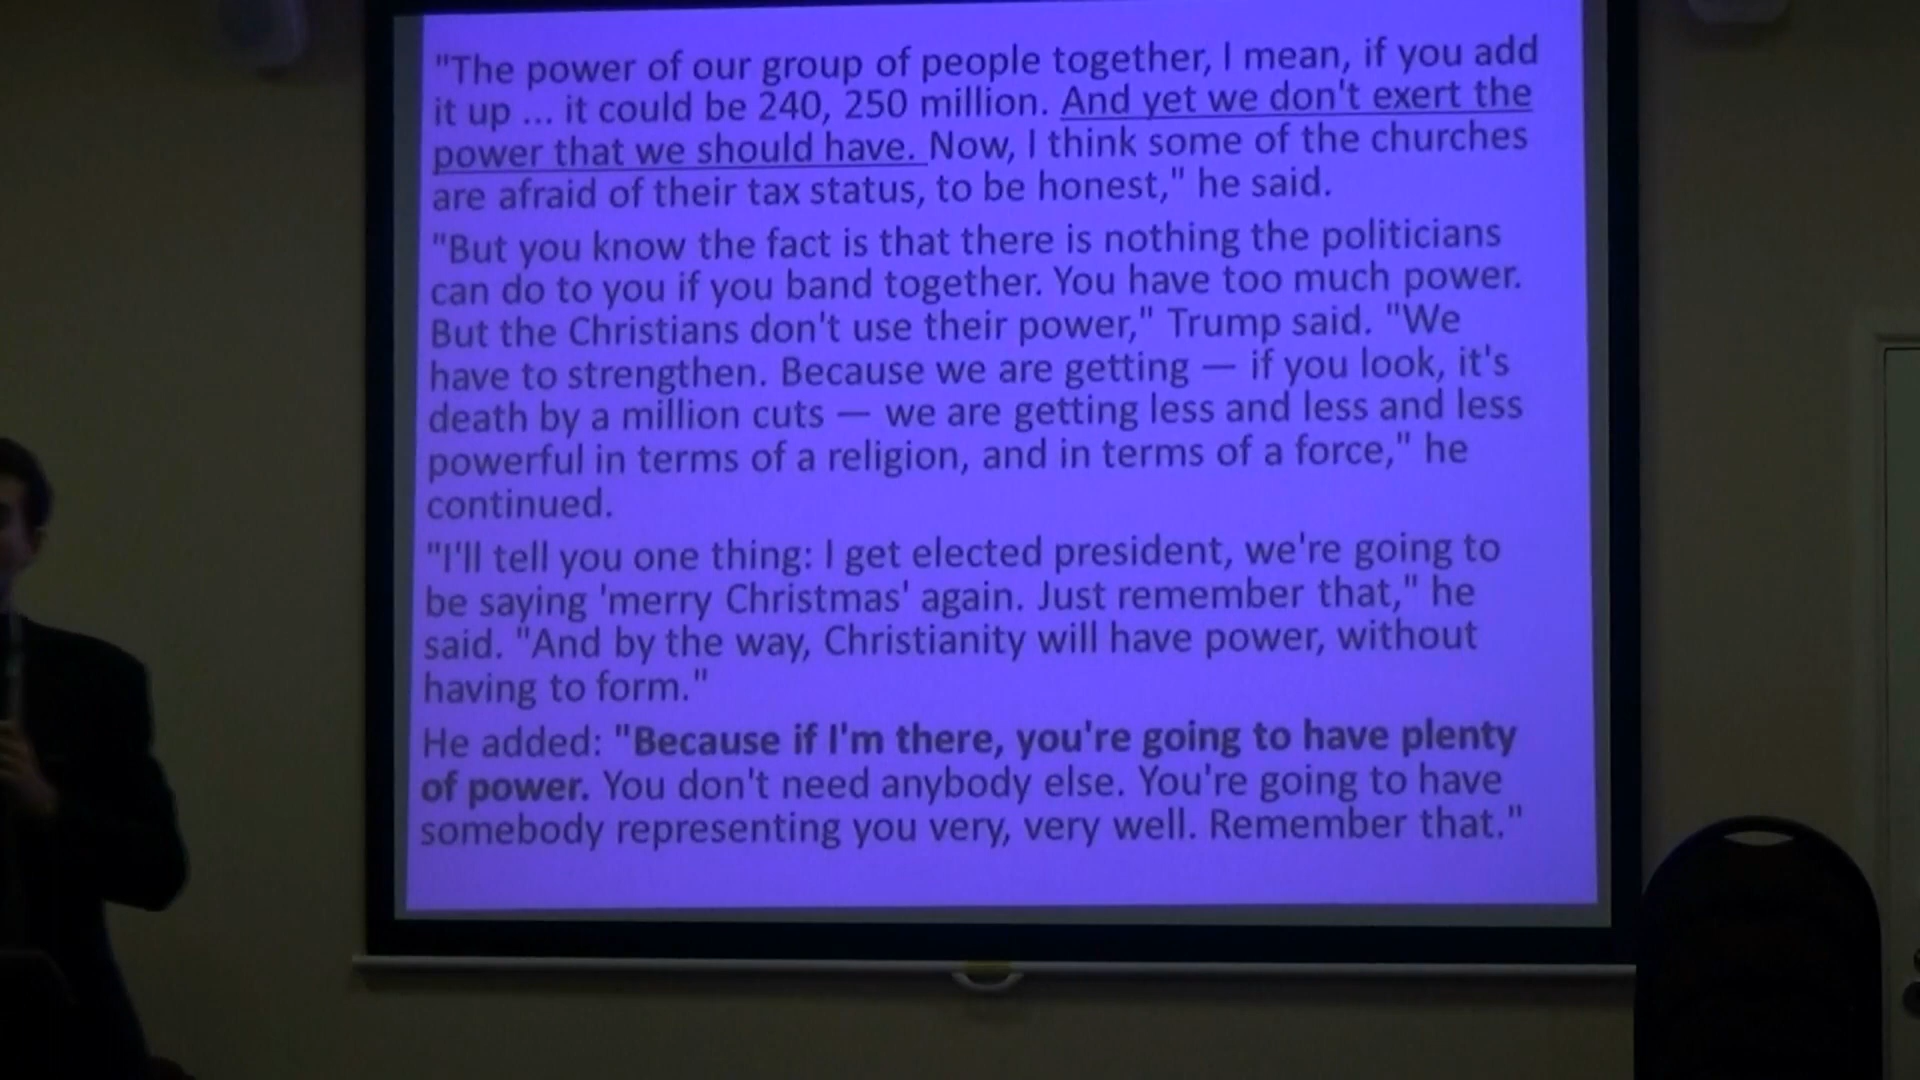 "The power of our group of people together, I mean, if you add
it up ... it could be 240, 250 million. And yet we don't exert the
power that we should have. Now, I think some of the churches
are afraid of their tax status, to be honest," he said.
"But you know the fact is that there is nothing the politicians
can do to you if you band together. You have too much power.
But the Christians don't use their power," Trump said. "We
have to strengthen. Because we are getting — if you look, it's
death by a million cuts — we are getting less and less and less
powerful in terms of a religion, and in terms of a force," he
continued.
"I'll tell you one thing: I get elected president, we're going to
be saying 'merry Christmas' again. Just remember that," he
said. "And by the way, Christianity will have power, without
having to form."
He added: "Because if I'm there, you're going to have plenty
of power. You don't need anybody else. You're going to have
somebody representing you very, very well. Remember that."